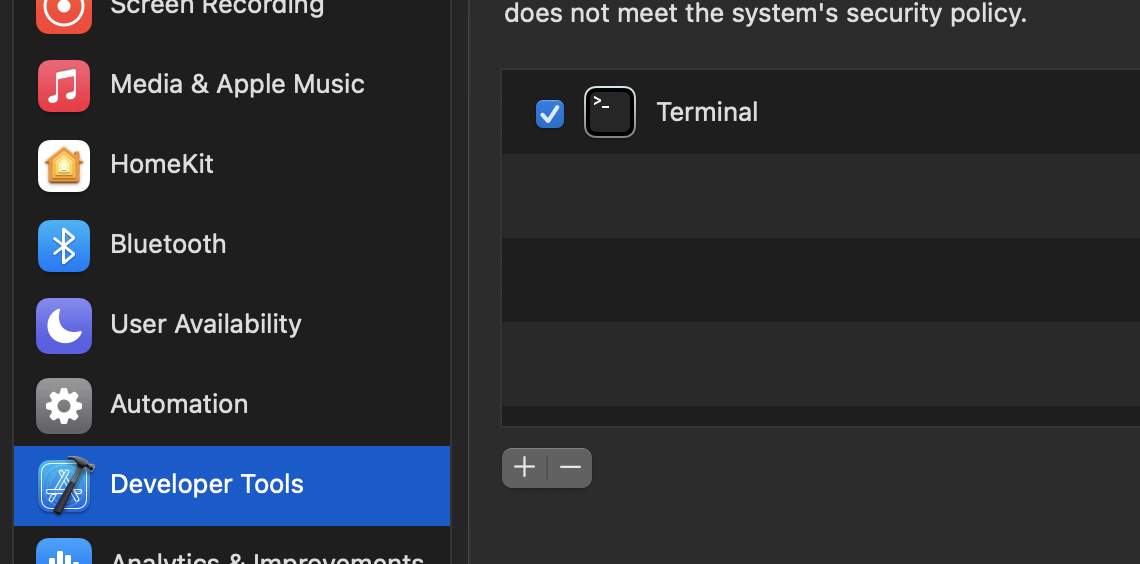 Screen Recording
Media & Apple Music
HomeKit
Bluetooth
User Availability
Automation
Developer Tools
Analytics & Improvements
does not meet the system's security policy.
>_
Terminal